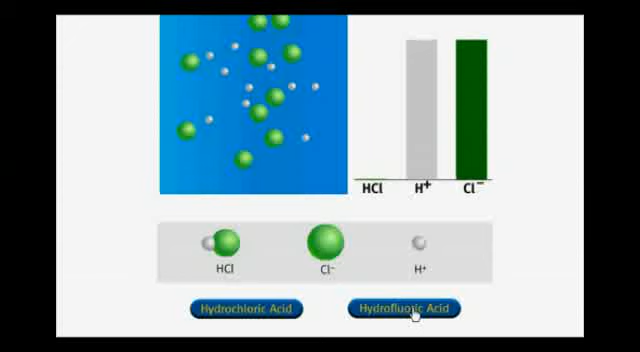 HCl H⁺ Cl⁻
HCl Cl⁻ H⁺
Hydrochloric Acid Hydrofluoric Acid